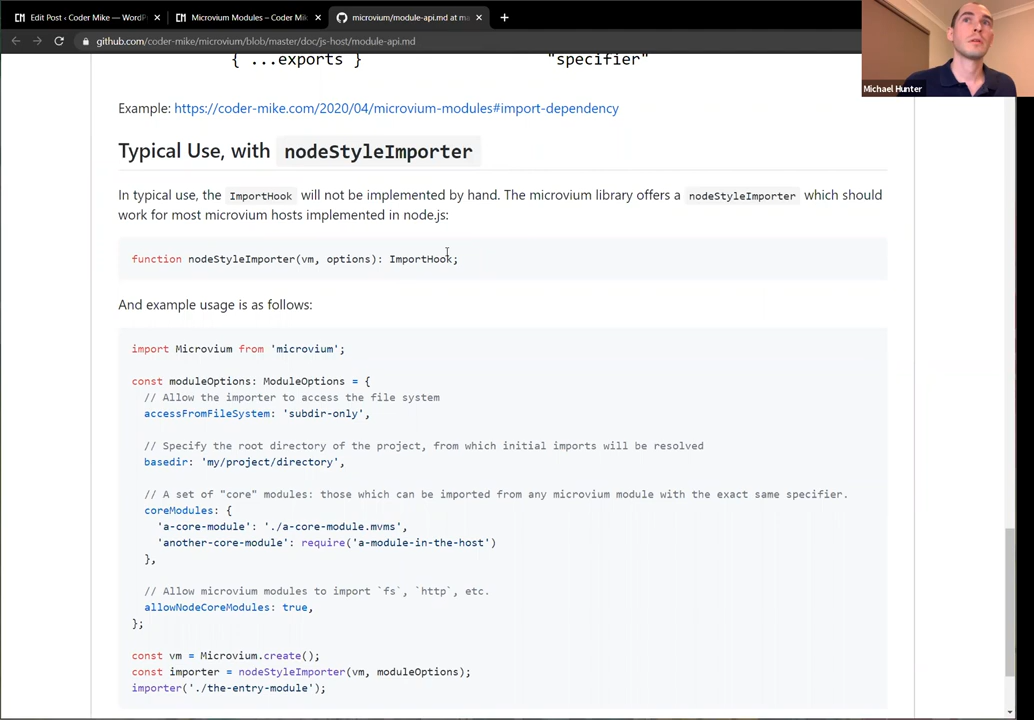 Edit Post ‹ Coder Mike — WordPr
Microvium Modules – Coder Mike
microvium/module-api.md at ma
github.com/coder-mike/microvium/blob/master/doc/js-host/module-api.md
Michael Hunter
{ ...exports } "specifier"
Example: https://coder-mike.com/2020/04/microvium-modules#import-dependency
Typical Use, with nodeStyleImporter
In typical use, the ImportHook will not be implemented by hand. The microvium library offers a nodeStyleImporter which should
work for most microvium hosts implemented in node.js:
function nodeStyleImporter(vm, options): ImportHook;
And example usage is as follows:
import Microvium from 'microvium';
const moduleOptions: ModuleOptions = {
// Allow the importer to access the file system
accessFromFileSystem: 'subdir-only',
// Specify the root directory of the project, from which initial imports will be resolved
basedir: 'my/project/directory',
// A set of "core" modules: those which can be imported from any microvium module with the exact same specifier.
coreModules: {
'a-core-module': './a-core-module.mvms',
'another-core-module': require('a-module-in-the-host')
},
// Allow microvium modules to import `fs`, `http`, etc.
allowNodeCoreModules: true,
};
const vm = Microvium.create();
const importer = nodeStyleImporter(vm, moduleOptions);
importer('./the-entry-module');